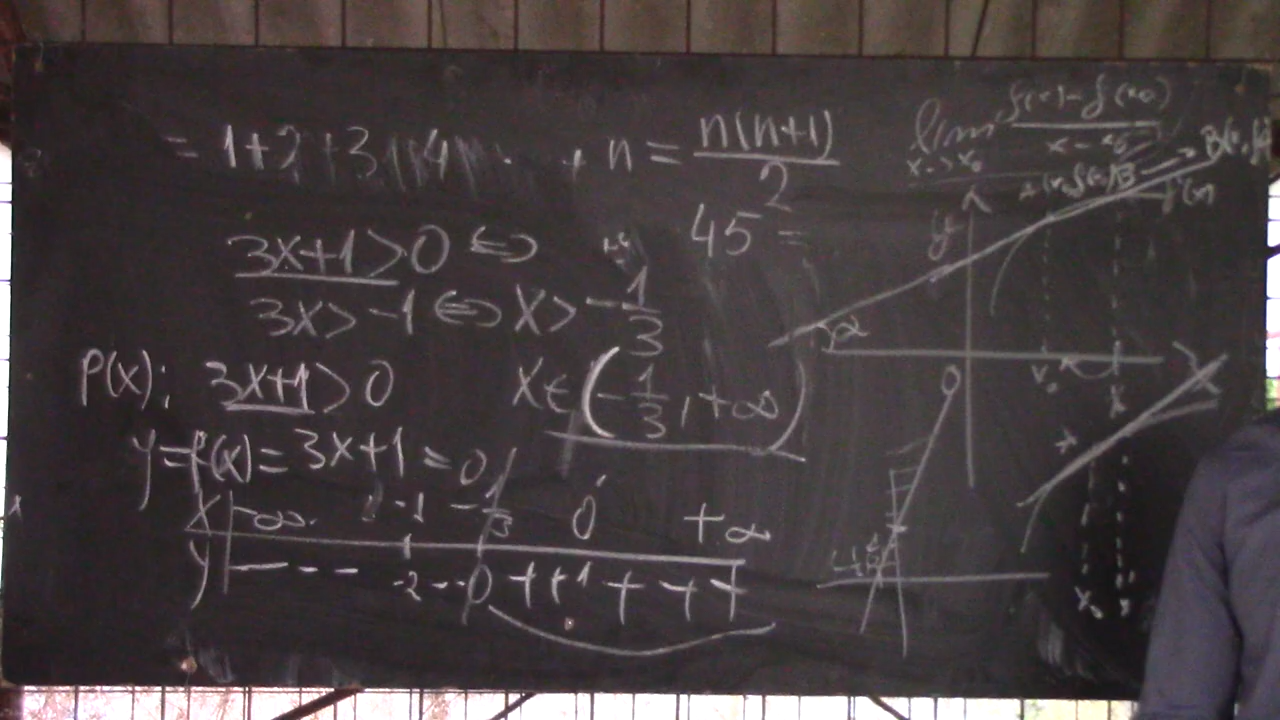 = 1+2+3+4 . . + n = n(n+1)/2
45 =
3x+1>0 ⇔
3x>-1 ⇔ x>-1/3
P(x): 3x+1>0
x∈(-1/3, +∞)
y=f(x)=3x+1=0
x -∞ -1 -1/3 0 +∞
y - - - - -2 - - 0 + + 1 + + + +
lim f(x)-f(x0)/x-x0
x->x0
y
α
x0
x
x0